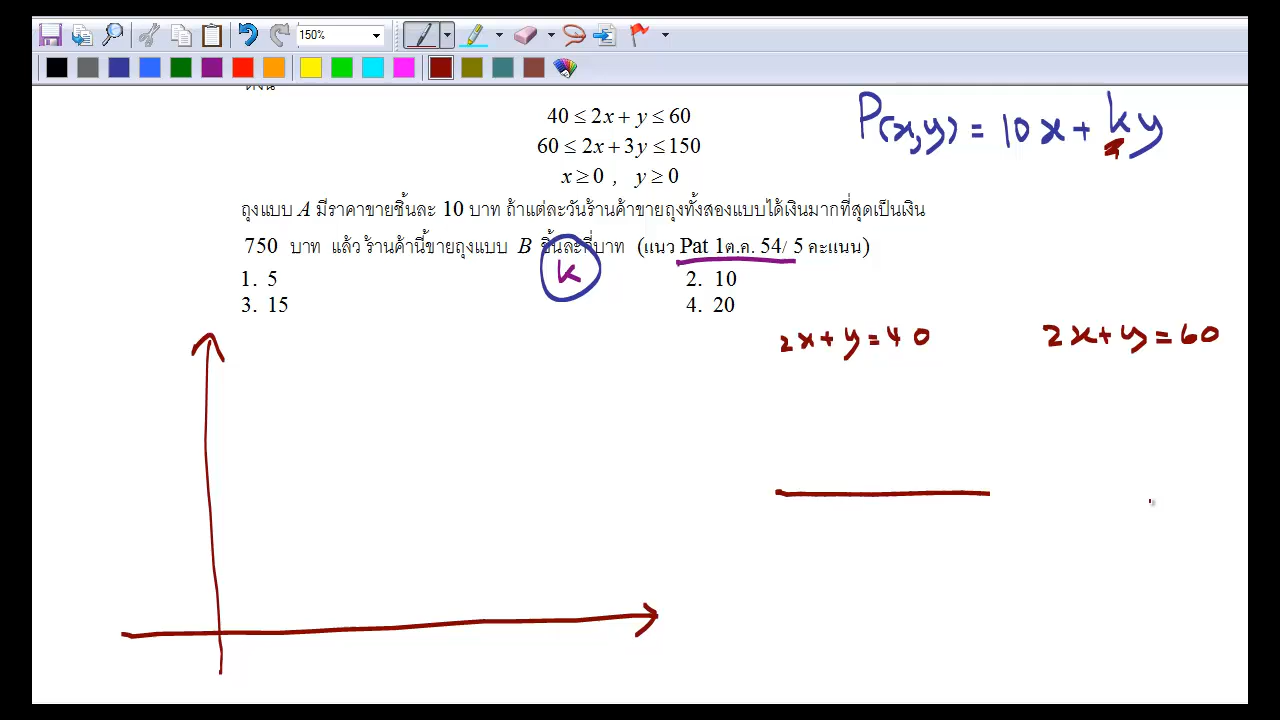 150%
ดังนี้
40 ≤ 2x + y ≤ 60
P(x,y) = 10x + ky
60 ≤ 2x + 3y ≤ 150
x ≥ 0 , y ≥ 0
ถุงแบบ A มีราคาขายชิ้นละ 10 บาท ถ้าแต่ละวันร้านค้าขายถุงทั้งสองแบบได้เงินมากที่สุดเป็นเงิน
750 บาท แล้ว ร้านค้านี้ขายถุงแบบ B ชิ้นละกี่บาท (แนว Pat 1ต.ค. 54/ 5 คะแนน)
k
1. 5 2. 10
3. 15 4. 20
2x + y = 40 2x + y = 60